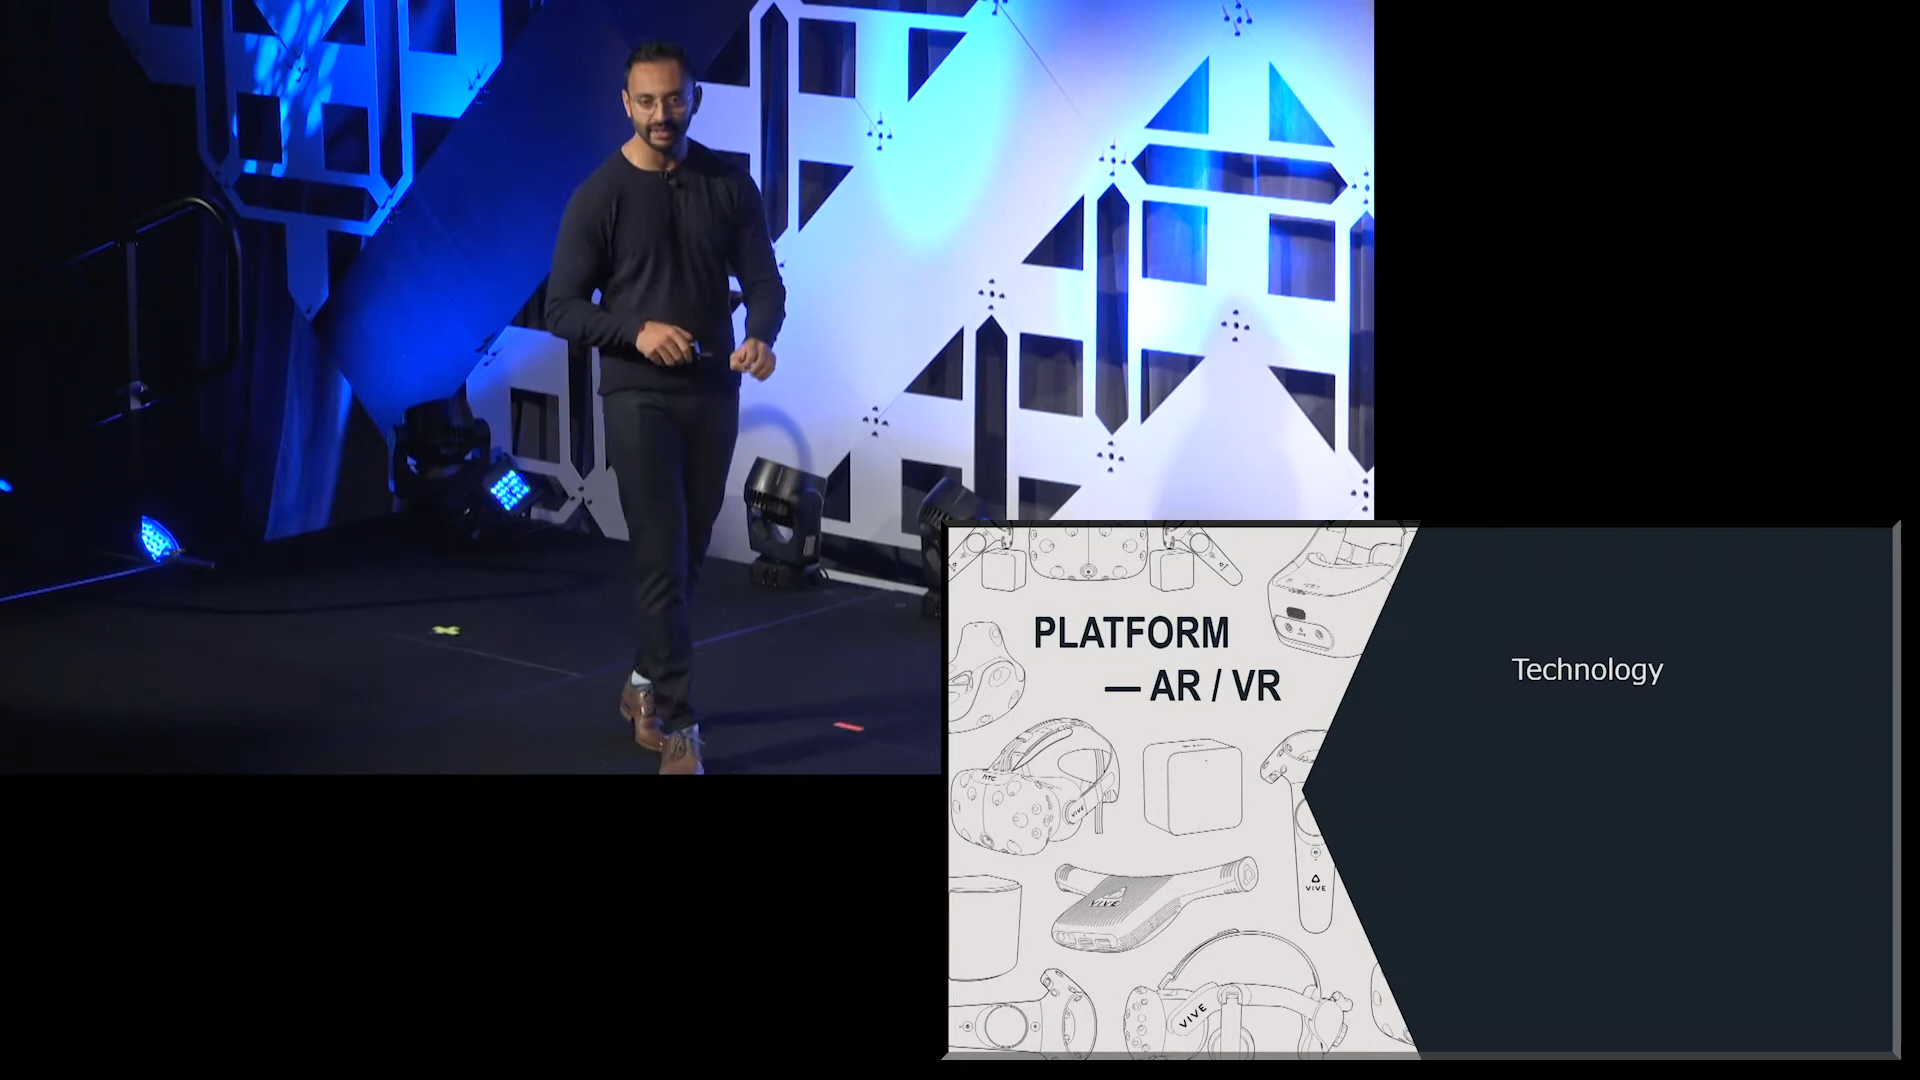 PLATFORM
— AR / VR
Technology
hTC
VIVE
VIVE
VIVE
VIVE